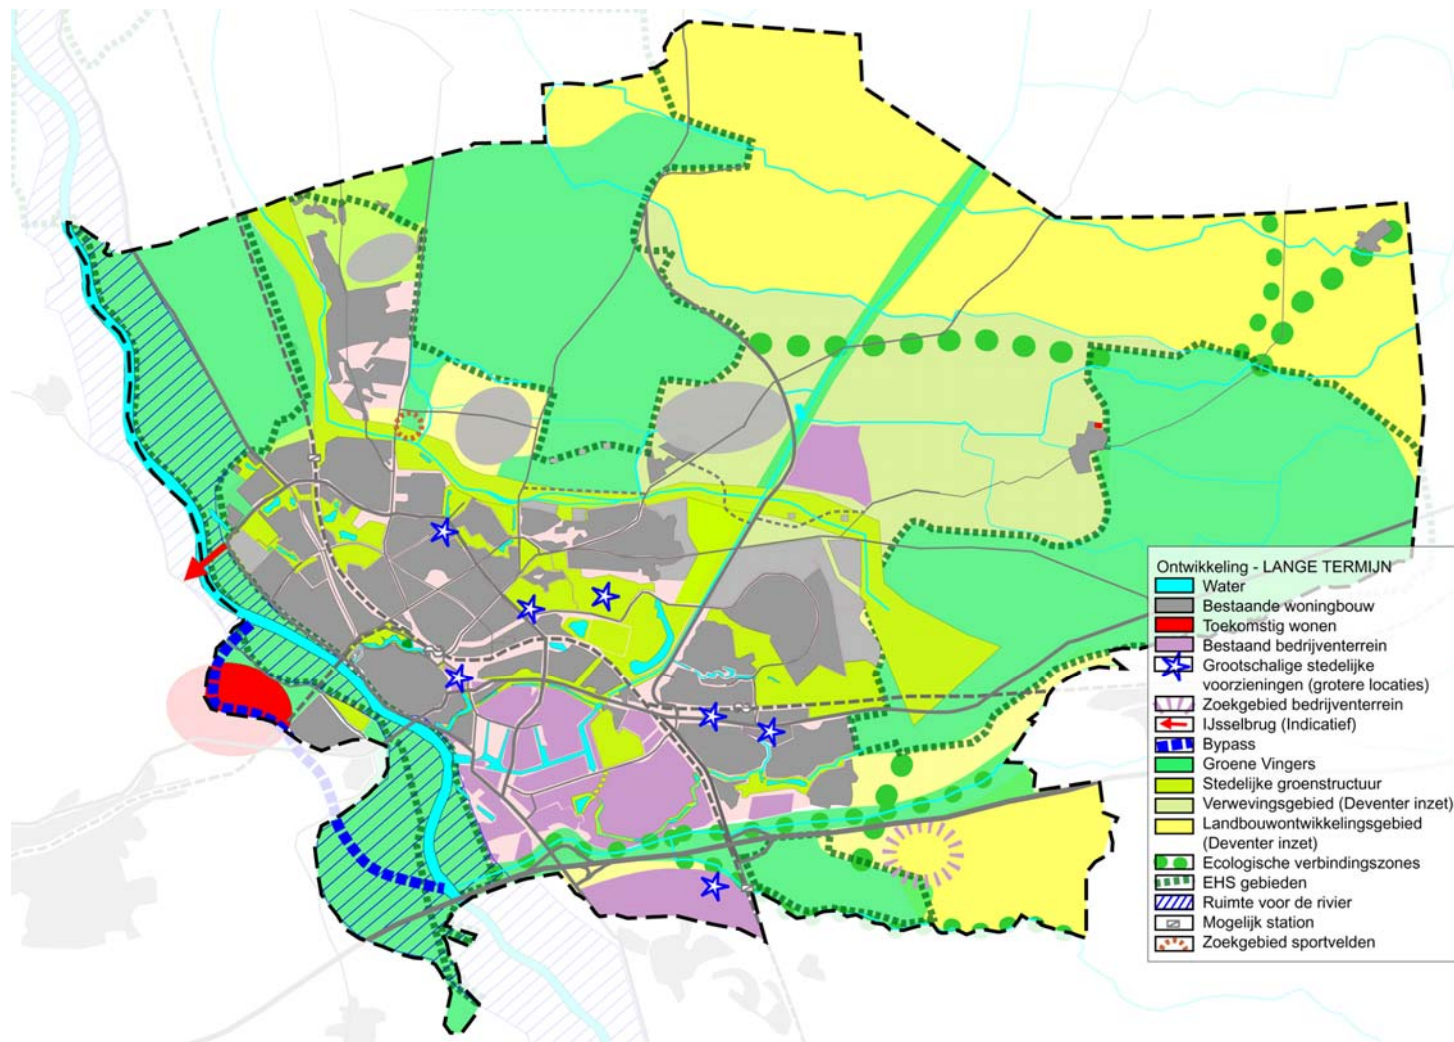 Ontwikkeling - LANGE TERMIJN
Water
Bestaande woningbouw
Toekomstig wonen
Bestaand bedrijventerrein
Grootschalige stedelijke
voorzieningen (grotere locaties)
Zoekgebied bedrijventerrein
IJsselbrug (Indicatief)
Bypass
Groene Vingers
Stedelijke groenstructuur
Verwevingsgebied (Deventer inzet)
Landbouwontwikkelingsgebied
(Deventer inzet)
Ecologische verbindingszones
EHS gebieden
Ruimte voor de rivier
Mogelijk station
Zoekgebied sportvelden